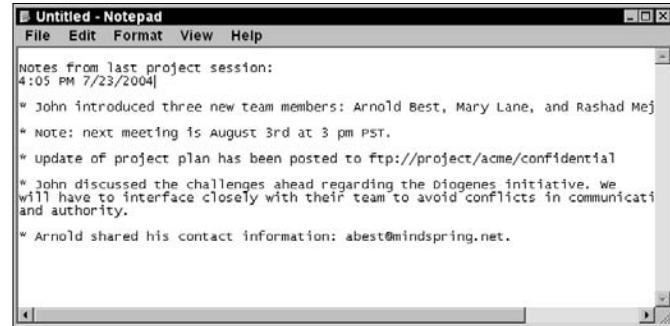 Untitled - Notepad
File Edit Format View Help
Notes from last project session:
4:05 PM 7/23/2004
* John introduced three new team members: Arnold Best, Mary Lane, and Rashad Mej
* Note: next meeting is August 3rd at 3 pm PST.
* Update of project plan has been posted to ftp://project/acme/confidential
* John discussed the challenges ahead regarding the Diogenes initiative. We
will have to interface closely with their team to avoid conflicts in communicati
and authority.
* Arnold shared his contact information: abest@mindspring.net.